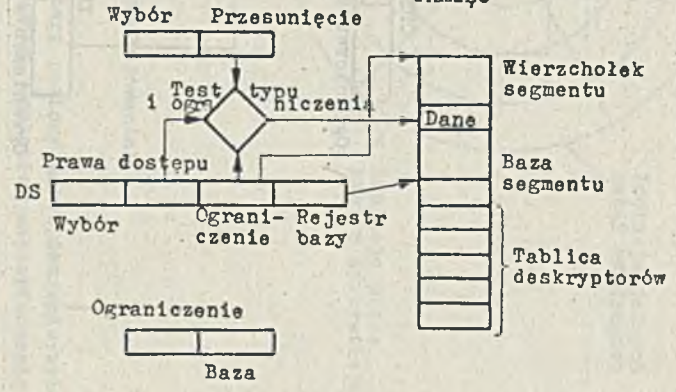 Wybór Przesunięcie
Wierzchołek
segmentu
Test typu
i ograniczenia
Dane
Prawa dostępu
Baza
segmentu
DS
Wybór
Ograni-
czenie
Rejestr
bazy
Tablica
deskryptorów
Ograniczenie
Baza